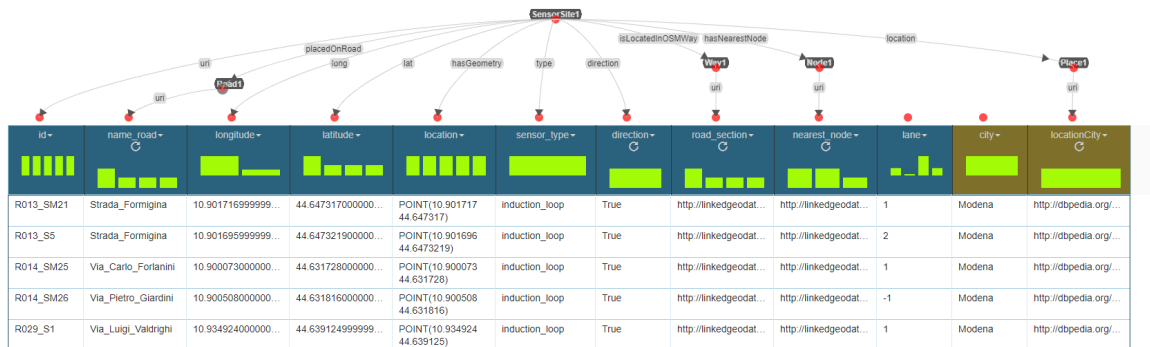 SensorSite1
placedOnRoad
isLocatedInOSMWay
hasNearestNode
location
uri
long
lat
hasGeometry
type
direction
Road1
Way1
Node1
Place1
uri
uri
uri
uri
id name_road longitude latitude location sensor_type direction road_section nearest_node lane city locationCity
R013_SM21 Strada_Formigina 10.901716999999... 44.647317000000... POINT(10.901717 induction_loop True http://linkedgeodat... http://linkedgeodat... 1 Modena http://dbpedia.org/...
44.647317)
R013_S5 Strada_Formigina 10.901695999999... 44.647321900000... POINT(10.901696 induction_loop True http://linkedgeodat... http://linkedgeodat... 2 Modena http://dbpedia.org/...
44.6473219)
R014_SM25 Via_Carlo_Forlanini 10.900073000000... 44.631728000000... POINT(10.900073 induction_loop True http://linkedgeodat... http://linkedgeodat... 1 Modena http://dbpedia.org/...
44.631728)
R014_SM26 Via_Pietro_Giardini 10.900508000000... 44.631816000000... POINT(10.900508 induction_loop True http://linkedgeodat... http://linkedgeodat... -1 Modena http://dbpedia.org/...
44.631816)
R029_S1 Via_Luigi_Valdrighi 10.934924000000... 44.639124999999... POINT(10.934924 induction_loop True http://linkedgeodat... http://linkedgeodat... 1 Modena http://dbpedia.org/...
44.639125)